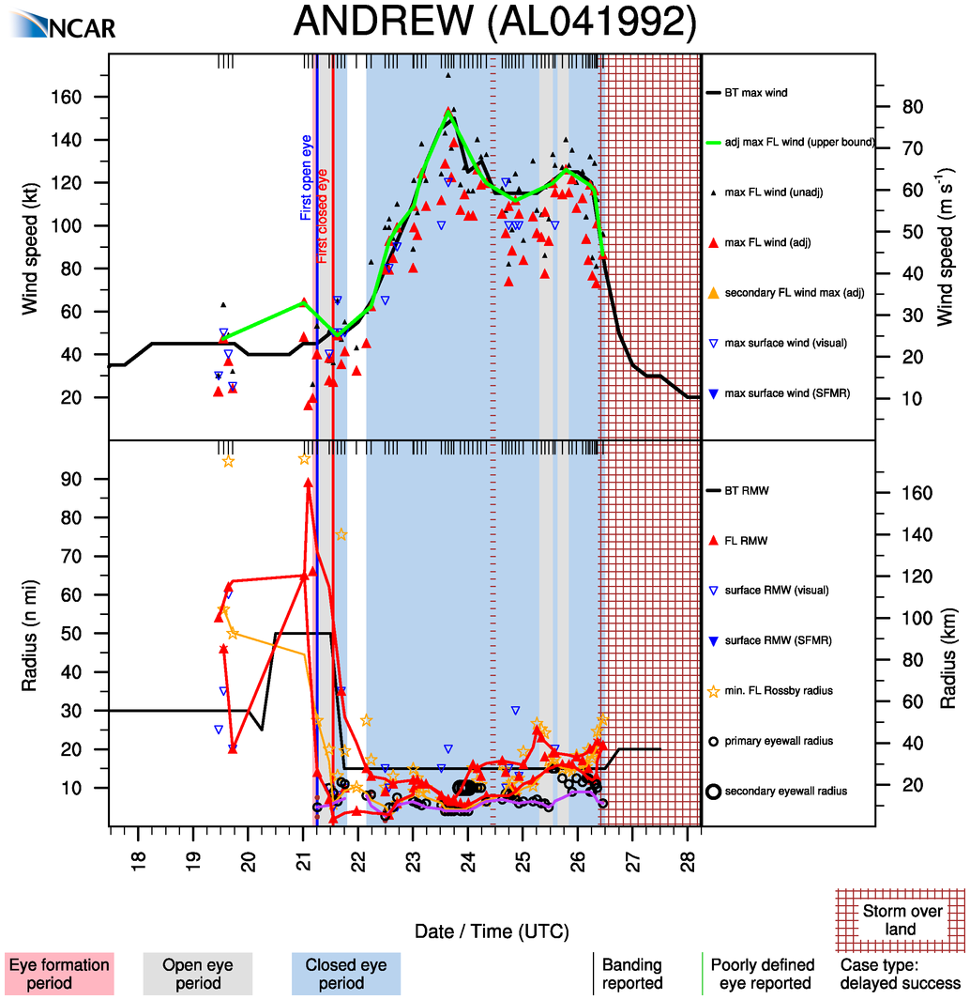 NCAR
ANDREW (AL041992)
Wind speed (kt)
160
140
120
100
80
60
40
20
First open eye
First closed eye
80
70
60
50
40
30
20
10
Wind speed (m s-1)
BT max wind
adj max FL wind (upper bound)
max FL wind (unadj)
max FL wind (adj)
secondary FL wind max (adj)
max surface wind (visual)
max surface wind (SFMR)
Radius (n mi)
90
80
70
60
50
40
30
20
10
160
140
120
100
80
60
40
20
Radius (km)
BT RMW
FL RMW
surface RMW (visual)
surface RMW (SFMR)
min. FL Rossby radius
primary eyewall radius
secondary eyewall radius
18 19 20 21 22 23 24 25 26 27 28
Date / Time (UTC)
Storm over
land
Eye formation
period
Open eye
period
Closed eye
period
Banding
reported
Poorly defined
eye reported
Case type:
delayed success